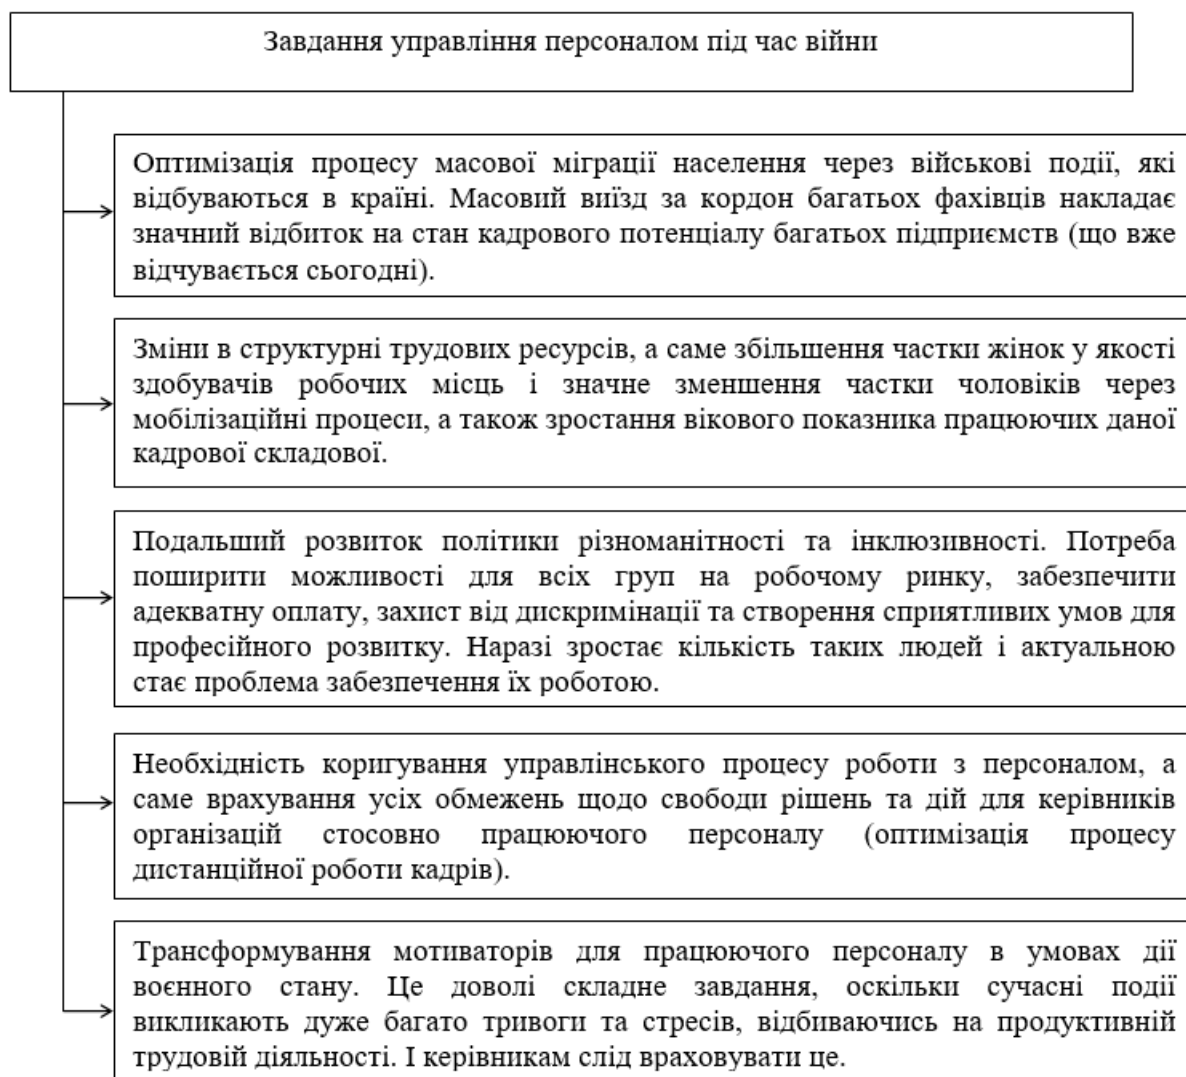 Завдання управління персоналом під час війни
Оптимізація процесу масової міграції населення через військові події, які
відбуваються в країні. Масовий виїзд за кордон багатьох фахівців накладає
значний відбиток на стан кадрового потенціалу багатьох підприємств (що вже
відчувається сьогодні).
Зміни в структурні трудових ресурсів, а саме збільшення частки жінок у якості
здобувачів робочих місць і значне зменшення частки чоловіків через
мобілізаційні процеси, а також зростання вікового показника працюючих даної
кадрової складової.
Подальший розвиток політики різноманітності та інклюзивності. Потреба
поширити можливості для всіх груп на робочому ринку, забезпечити
адекватну оплату, захист від дискримінації та створення сприятливих умов для
професійного розвитку. Наразі зростає кількість таких людей і актуальною
стає проблема забезпечення їх роботою.
Необхідність коригування управлінського процесу роботи з персоналом, а
саме врахування усіх обмежень щодо свободи рішень та дій для керівників
організацій стосовно працюючого персоналу (оптимізація процесу
дистанційної роботи кадрів).
Трансформування мотиваторів для працюючого персоналу в умовах дії
воєнного стану. Це доволі складне завдання, оскільки сучасні події
викликають дуже багато тривоги та стресів, відбиваючись на продуктивній
трудовій діяльності. І керівникам слід враховувати це.